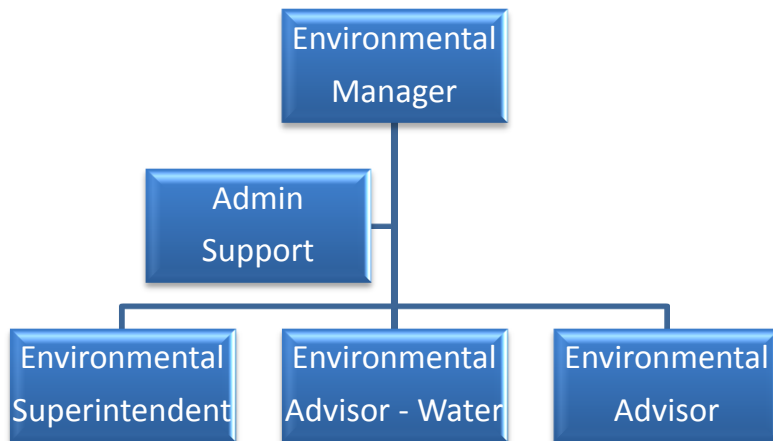 Environmental
Manager
Admin
Support
Environmental
Superintendent
Environmental
Advisor - Water
Environmental
Advisor